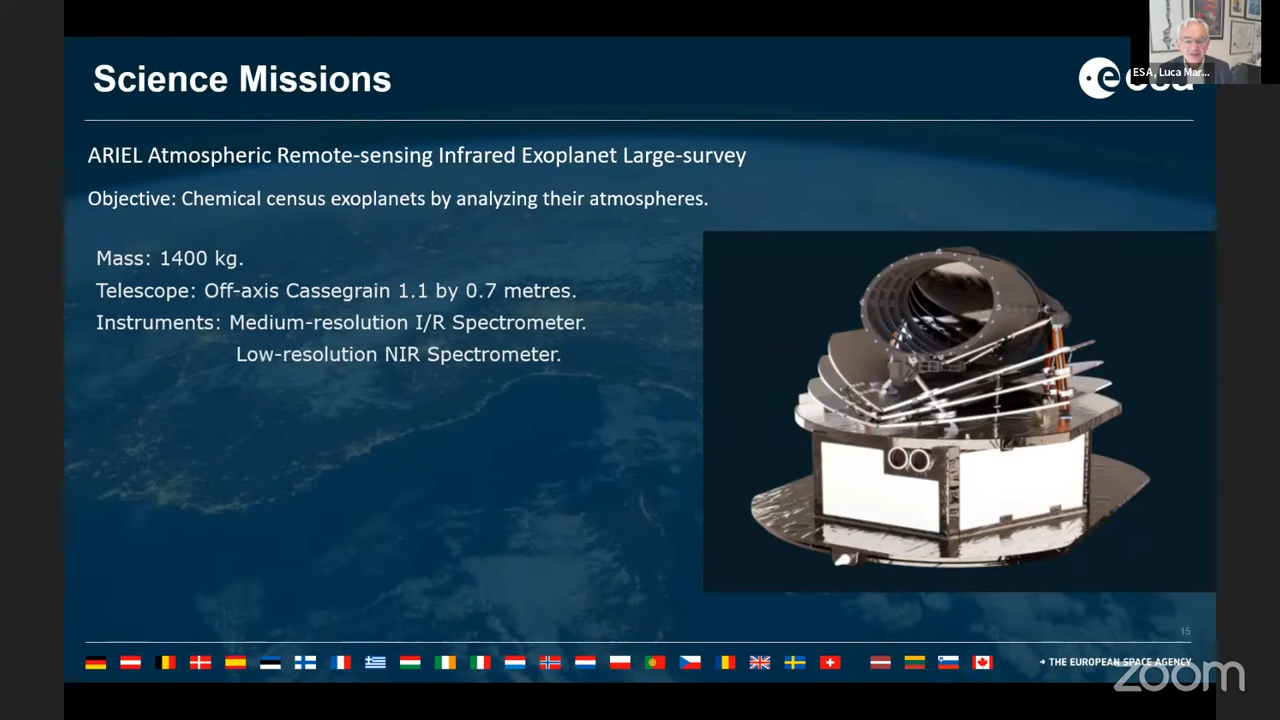 Science Missions
ESA, Luca Mar...
ARIEL Atmospheric Remote-sensing Infrared Exoplanet Large-survey
Objective: Chemical census exoplanets by analyzing their atmospheres.
Mass: 1400 kg.
Telescope: Off-axis Cassegrain 1.1 by 0.7 metres.
Instruments: Medium-resolution I/R Spectrometer.
Low-resolution NIR Spectrometer.
15
→ THE EUROPEAN SPACE AGENCY
zoom